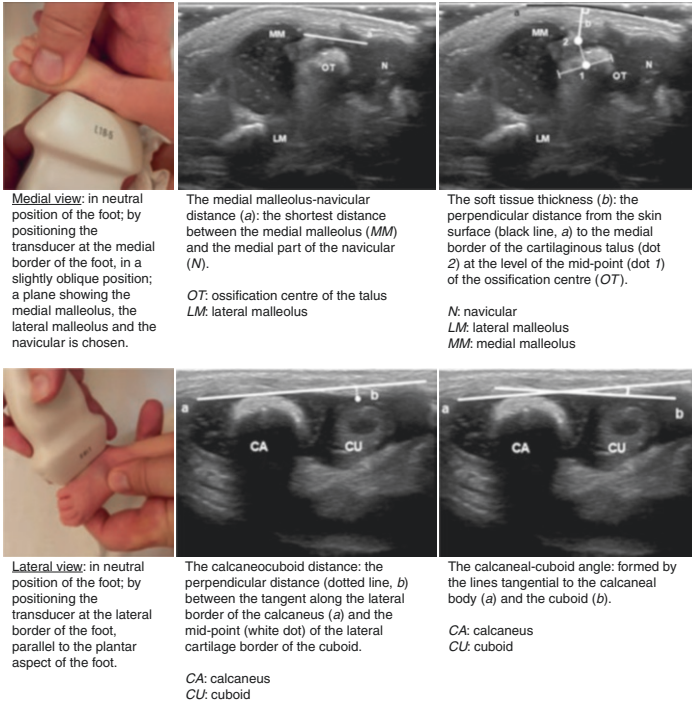 L18-5
MM
a
OT
N
LM
a
MM
b
2
1
OT
N
LM
Medial view: in neutral
position of the foot; by
positioning the
transducer at the medial
border of the foot, in a
slightly oblique position;
a plane showing the
medial malleolus, the
lateral malleolus and the
navicular is chosen.
The medial malleolus-navicular
distance (a): the shortest distance
between the medial malleolus (MM)
and the medial part of the navicular
(N).
OT: ossification centre of the talus
LM: lateral malleolus
The soft tissue thickness (b): the
perpendicular distance from the skin
surface (black line, a) to the medial
border of the cartilaginous talus (dot
2) at the level of the mid-point (dot 1)
of the ossification centre (OT).
N: navicular
LM: lateral malleolus
MM: medial malleolus
a
b
CA
CU
a
b
CA
CU
Lateral view: in neutral
position of the foot; by
positioning the
transducer at the lateral
border of the foot,
parallel to the plantar
aspect of the foot.
The calcaneocuboid distance: the
perpendicular distance (dotted line, b)
between the tangent along the lateral
border of the calcaneus (a) and the
mid-point (white dot) of the lateral
cartilage border of the cuboid.
CA: calcaneus
CU: cuboid
The calcaneal-cuboid angle: formed by
the lines tangential to the calcaneal
body (a) and the cuboid (b).
CA: calcaneus
CU: cuboid